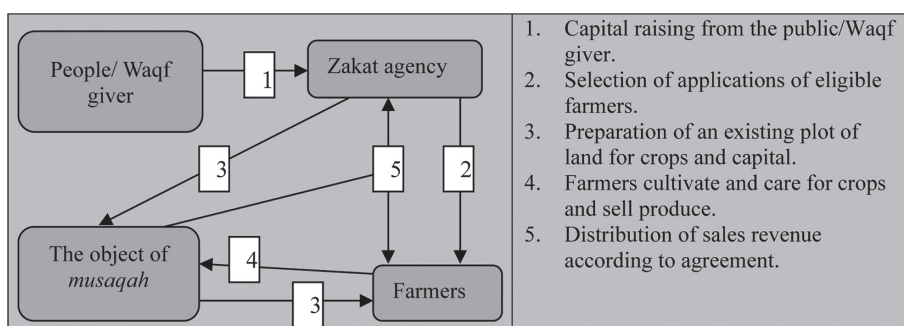 People/ Waqf
giver
1
Zakat agency
3
5
2
The object of
musaqah
4
3
Farmers
1. Capital raising from the public/Waqf
giver.
2. Selection of applications of eligible
farmers.
3. Preparation of an existing plot of
land for crops and capital.
4. Farmers cultivate and care for crops
and sell produce.
5. Distribution of sales revenue
according to agreement.